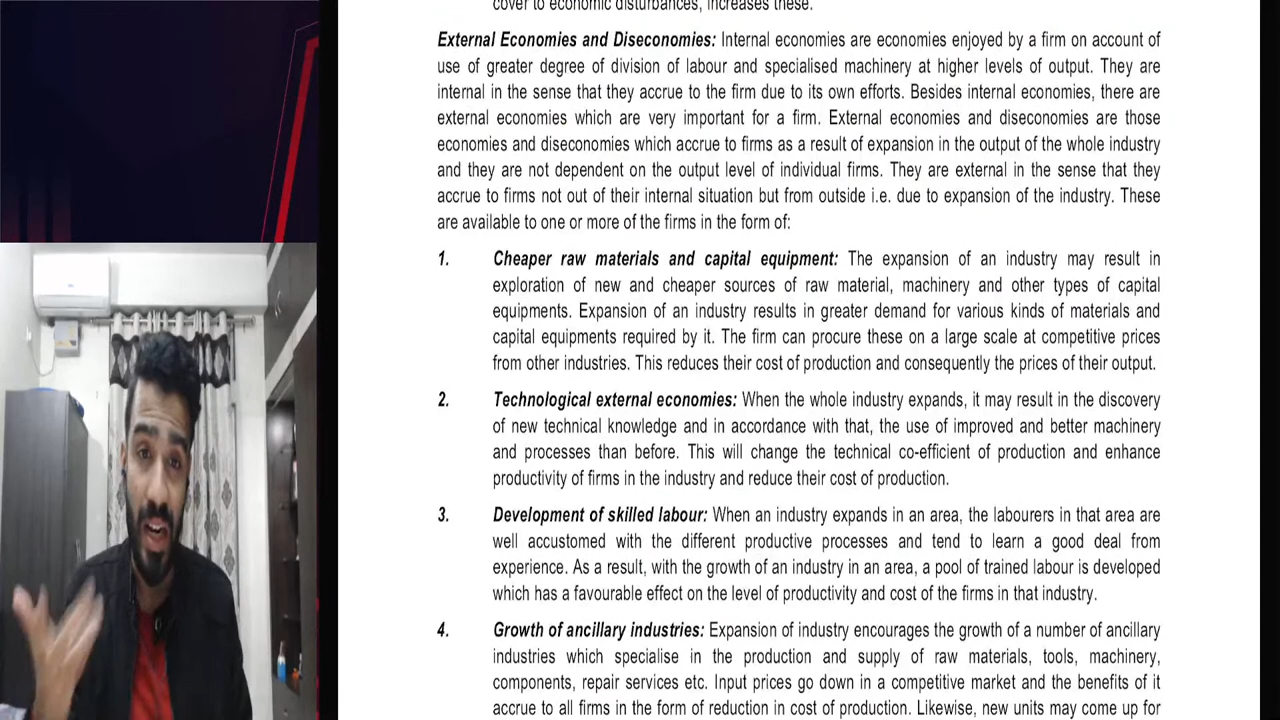 cover to economic disturbances, increases these.
External Economies and Diseconomies: Internal economies are economies enjoyed by a firm on account of
use of greater degree of division of labour and specialised machinery at higher levels of output. They are
internal in the sense that they accrue to the firm due to its own efforts. Besides internal economies, there are
external economies which are very important for a firm. External economies and diseconomies are those
economies and diseconomies which accrue to firms as a result of expansion in the output of the whole industry
and they are not dependent on the output level of individual firms. They are external in the sense that they
accrue to firms not out of their internal situation but from outside i.e. due to expansion of the industry. These
are available to one or more of the firms in the form of:
1. Cheaper raw materials and capital equipment: The expansion of an industry may result in
exploration of new and cheaper sources of raw material, machinery and other types of capital
equipments. Expansion of an industry results in greater demand for various kinds of materials and
capital equipments required by it. The firm can procure these on a large scale at competitive prices
from other industries. This reduces their cost of production and consequently the prices of their output.
2. Technological external economies: When the whole industry expands, it may result in the discovery
of new technical knowledge and in accordance with that, the use of improved and better machinery
and processes than before. This will change the technical co-efficient of production and enhance
productivity of firms in the industry and reduce their cost of production.
3. Development of skilled labour: When an industry expands in an area, the labourers in that area are
well accustomed with the different productive processes and tend to learn a good deal from
experience. As a result, with the growth of an industry in an area, a pool of trained labour is developed
which has a favourable effect on the level of productivity and cost of the firms in that industry.
4. Growth of ancillary industries: Expansion of industry encourages the growth of a number of ancillary
industries which specialise in the production and supply of raw materials, tools, machinery,
components, repair services etc. Input prices go down in a competitive market and the benefits of it
accrue to all firms in the form of reduction in cost of production. Likewise, new units may come up for